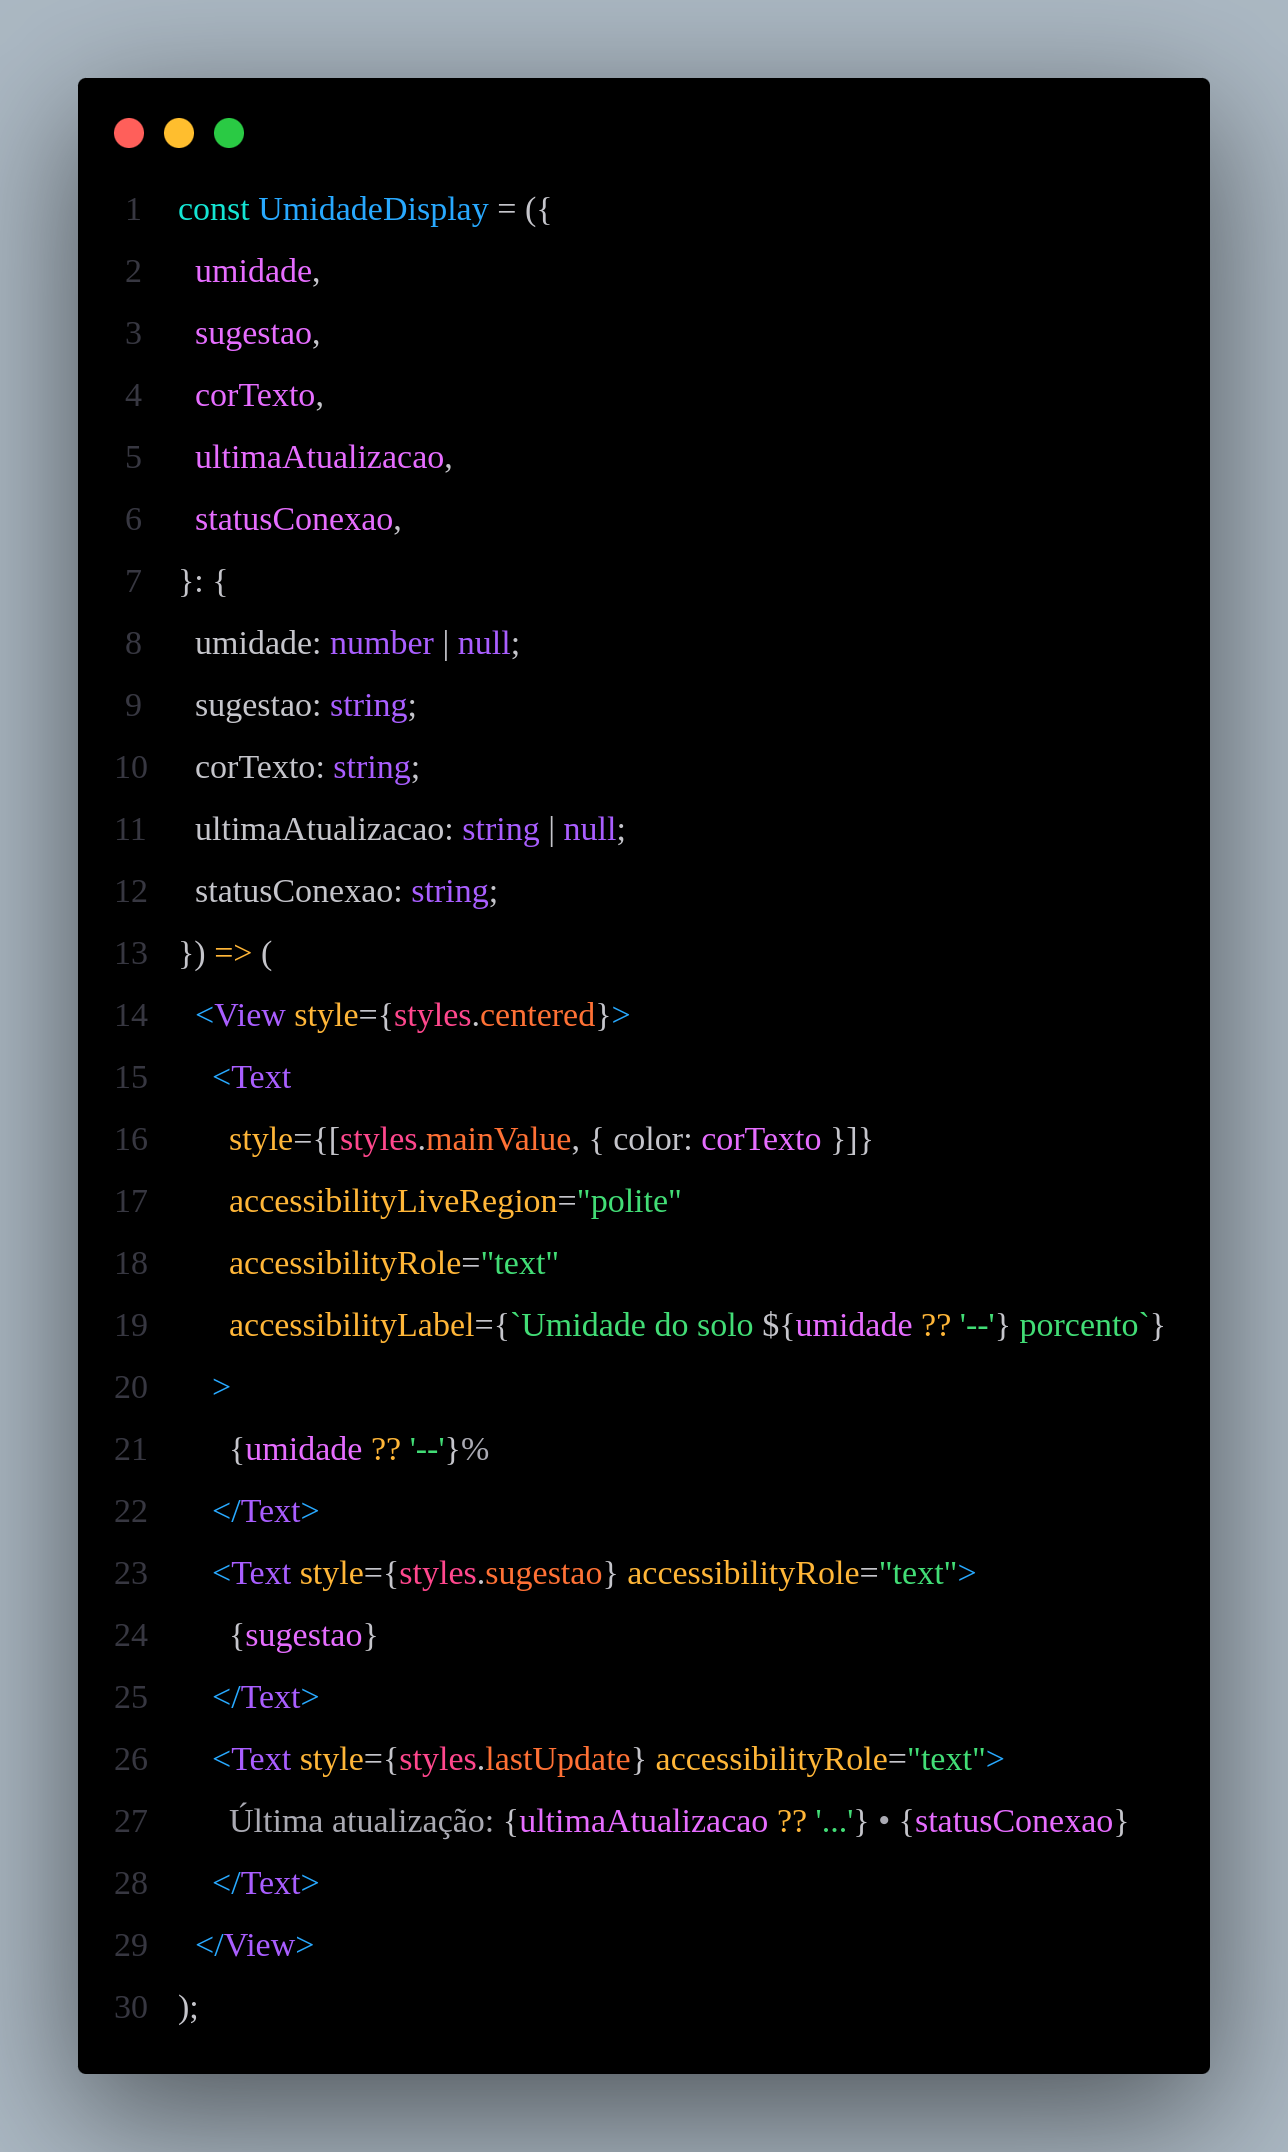 1 const UmidadeDisplay = ({
2   umidade,
3   sugestao,
4   corTexto,
5   ultimaAtualizacao,
6   statusConexao,
7 }: {
8   umidade: number | null;
9   sugestao: string;
10   corTexto: string;
11   ultimaAtualizacao: string | null;
12   statusConexao: string;
13 }) => (
14   <View style={styles.centered}>
15     <Text
16       style={[styles.mainValue, { color: corTexto }]}
17       accessibilityLiveRegion="polite"
18       accessibilityRole="text"
19       accessibilityLabel={`Umidade do solo ${umidade ?? '--'} porcento`}
20     >
21       {umidade ?? '--'}%
22     </Text>
23     <Text style={styles.sugestao} accessibilityRole="text">
24       {sugestao}
25     </Text>
26     <Text style={styles.lastUpdate} accessibilityRole="text">
27       Última atualização: {ultimaAtualizacao ?? '...'} • {statusConexao}
28     </Text>
29   </View>
30 );